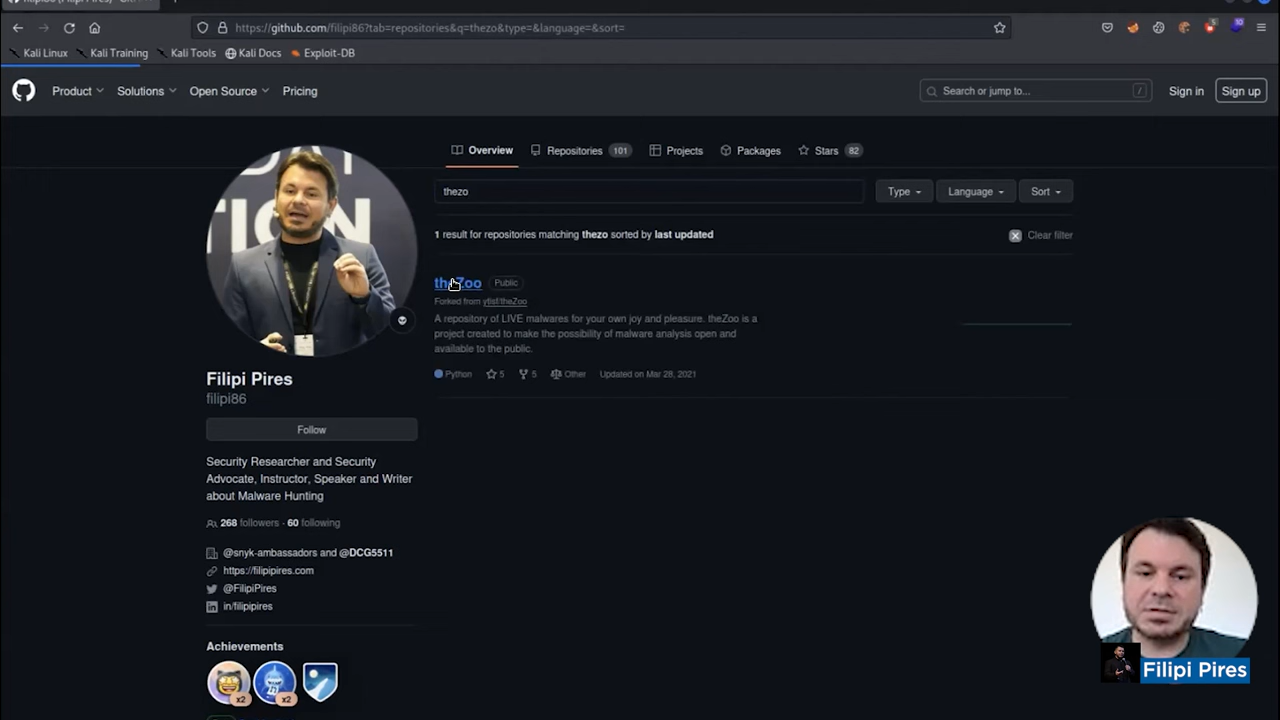 https://github.com/filipi86?tab=repositories&q=thezo&type=&language=&sort=
Kali Linux Kali Training Kali Tools Kali Docs Exploit-DB
Product Solutions Open Source Pricing Search or jump to... / Sign in Sign up
Overview Repositories 101 Projects Packages Stars 82
thezo Type Language Sort
1 result for repositories matching thezo sorted by last updated Clear filter
theZoo Public
Forked from ytisf/theZoo
A repository of LIVE malwares for your own joy and pleasure. theZoo is a
project created to make the possibility of malware analysis open and
available to the public.
Python 5 5 Other Updated on Mar 28, 2021
Filipi Pires
filipi86
Follow
Security Researcher and Security
Advocate, Instructor, Speaker and Writer
about Malware Hunting
268 followers · 60 following
@snyk-ambassadors and @DCG5511
https://filipipires.com
@FilipiPires
in/filipipires
Achievements
x2 x2
Filipi Pires